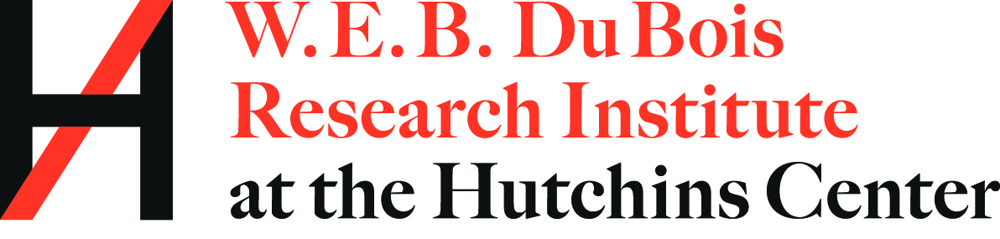 W. E. B. Du Bois
Research Institute
at the Hutchins Center